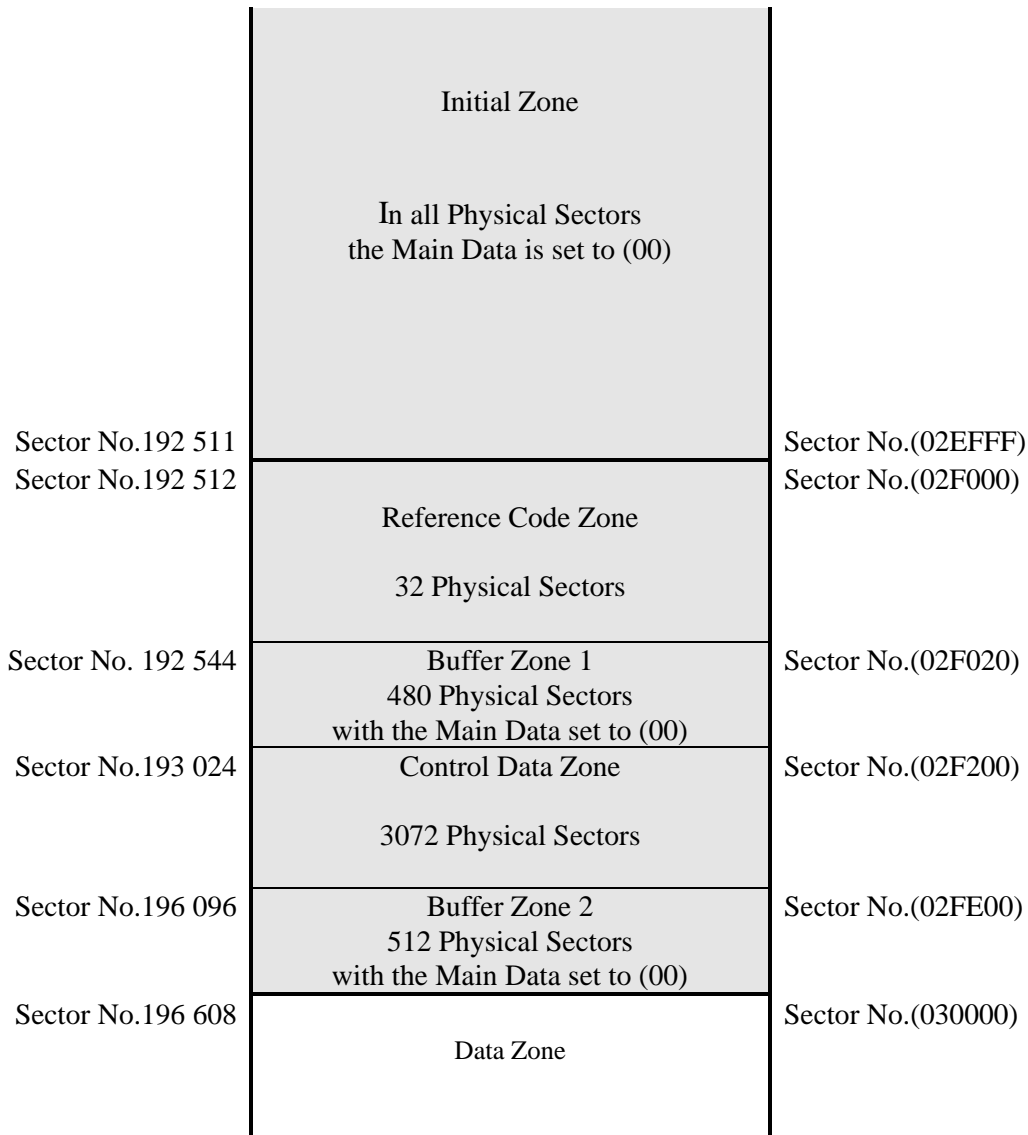 Initial Zone
In all Physical Sectors
the Main Data is set to (00)
Sector No.192 511
Sector No.(02EFFF)
Sector No.192 512
Sector No.(02F000)
Reference Code Zone
32 Physical Sectors
Sector No. 192 544
Buffer Zone 1
Sector No.(02F020)
480 Physical Sectors
with the Main Data set to (00)
Sector No.193 024
Control Data Zone
Sector No.(02F200)
3072 Physical Sectors
Sector No.196 096
Buffer Zone 2
Sector No.(02FE00)
512 Physical Sectors
with the Main Data set to (00)
Sector No.196 608
Sector No.(030000)
Data Zone